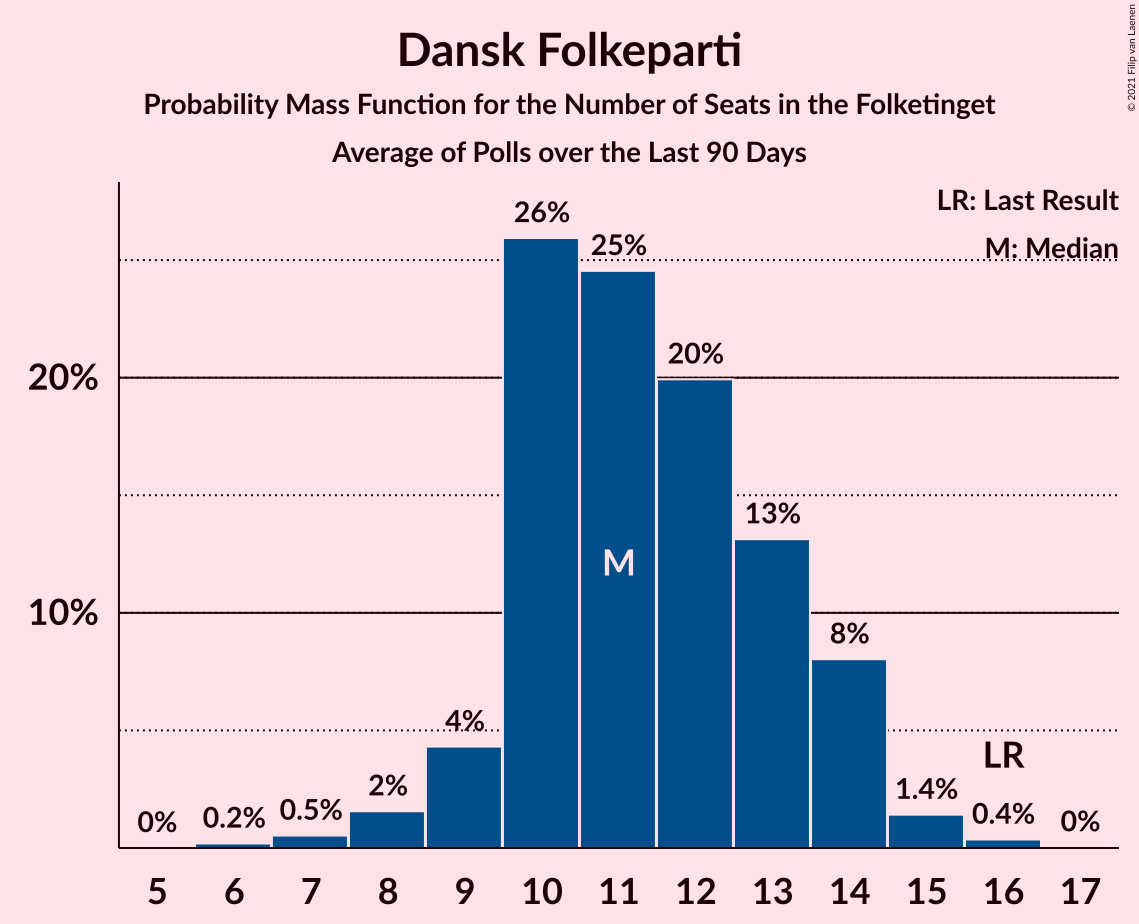 Dansk Folkeparti
Probability Mass Function for the Number of Seats in the Folketinget
Average of Polls over the Last 90 Days
© 2021 Filip van Laenen
LR: Last Result
M: Median
26%
25%
20%
20%
13%
M
10%
8%
4%
LR
2%
1.4%
0.5%
0.4%
0.2%
0%
0%
5 6 7 8 9 10 11 12 13 14 15 16 17